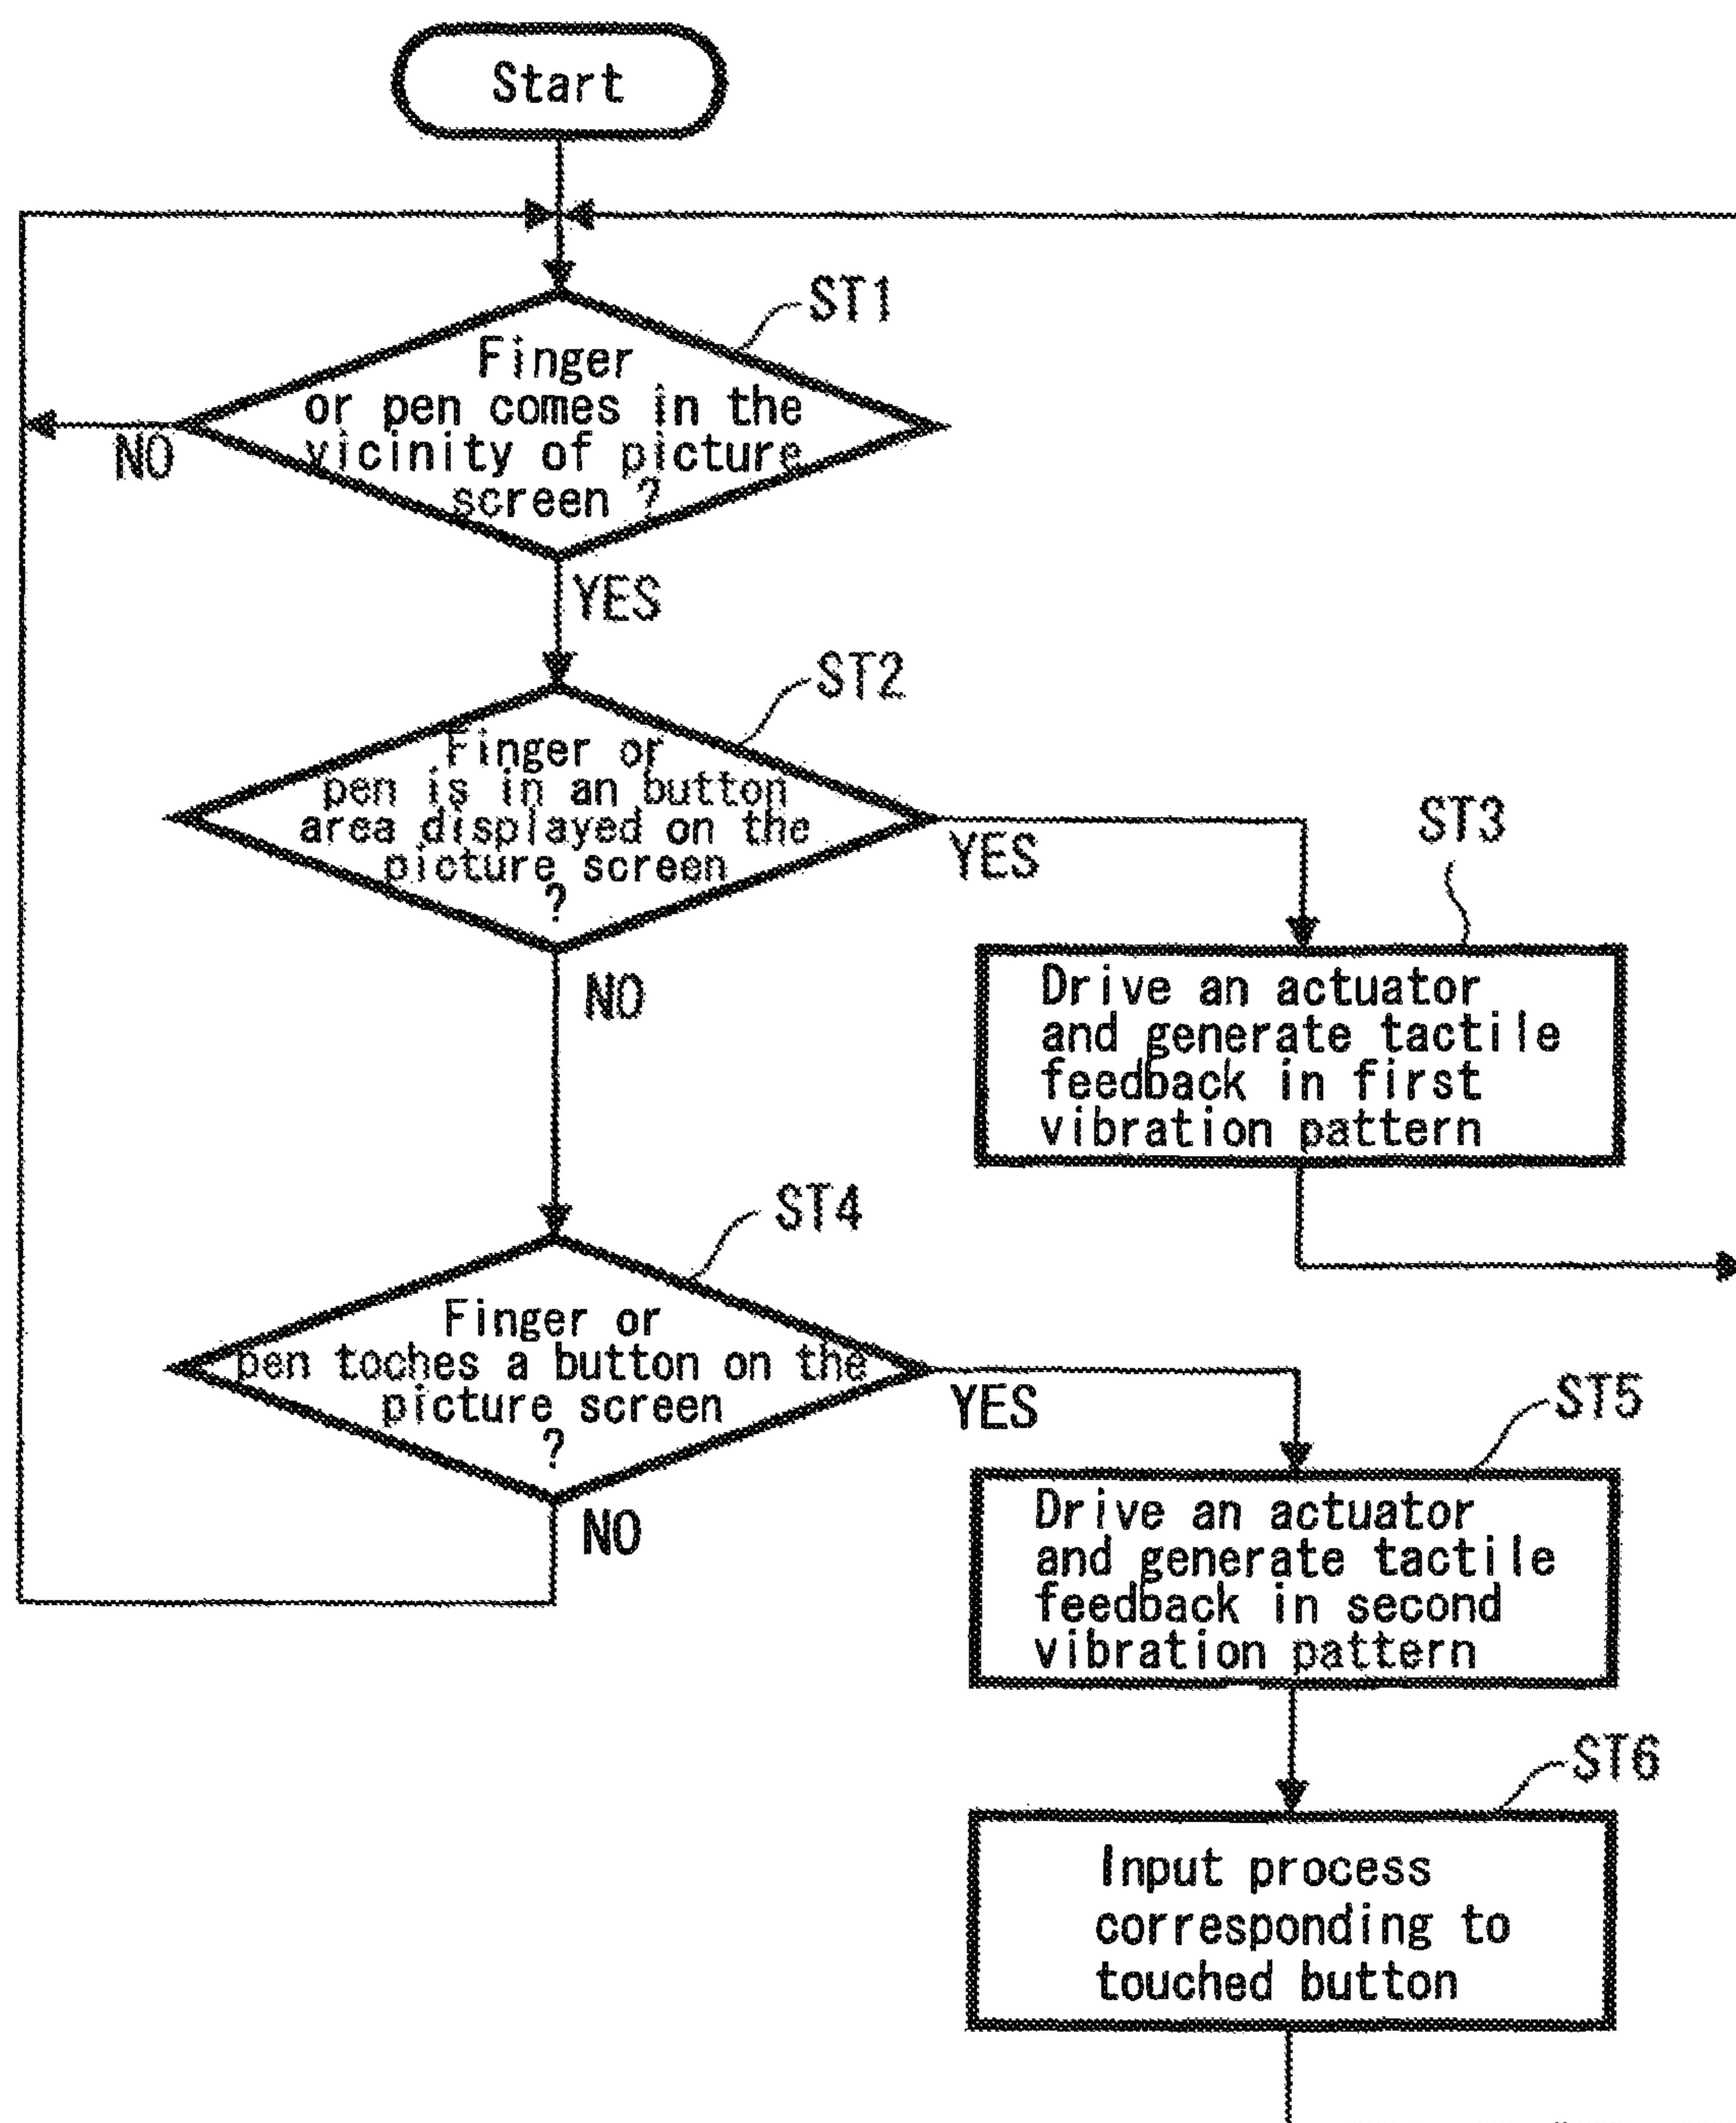 Start
ST1
Finger
or pen comes in the
vicinity of picture
screen ?
NO
YES
ST2
Finger or
pen is in an button
area displayed on the
picture screen
?
YES
NO
ST3
Drive an actuator
and generate tactile
feedback in first
vibration pattern
ST4
Finger or
pen toches a button on the
picture screen
?
YES
NO
ST5
Drive an actuator
and generate tactile
feedback in second
vibration pattern
ST6
Input process
corresponding to
touched button